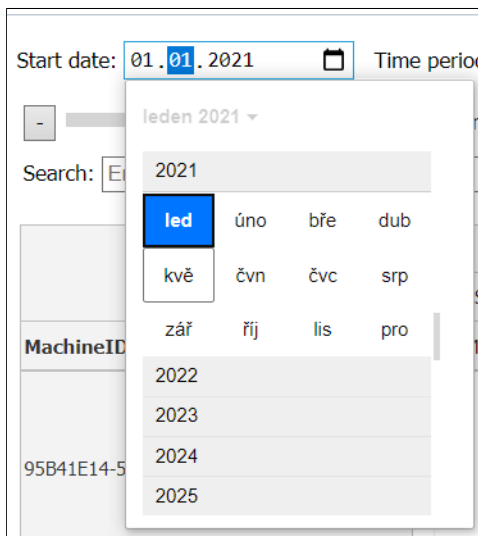 Start date: 01.01.2021 Time perio
-
leden 2021
Search:
2021
led úno bře dub
kvě čvn čvc srp
zář říj lis pro
MachineID
2022
2023
2024
95B41E14-5
2025